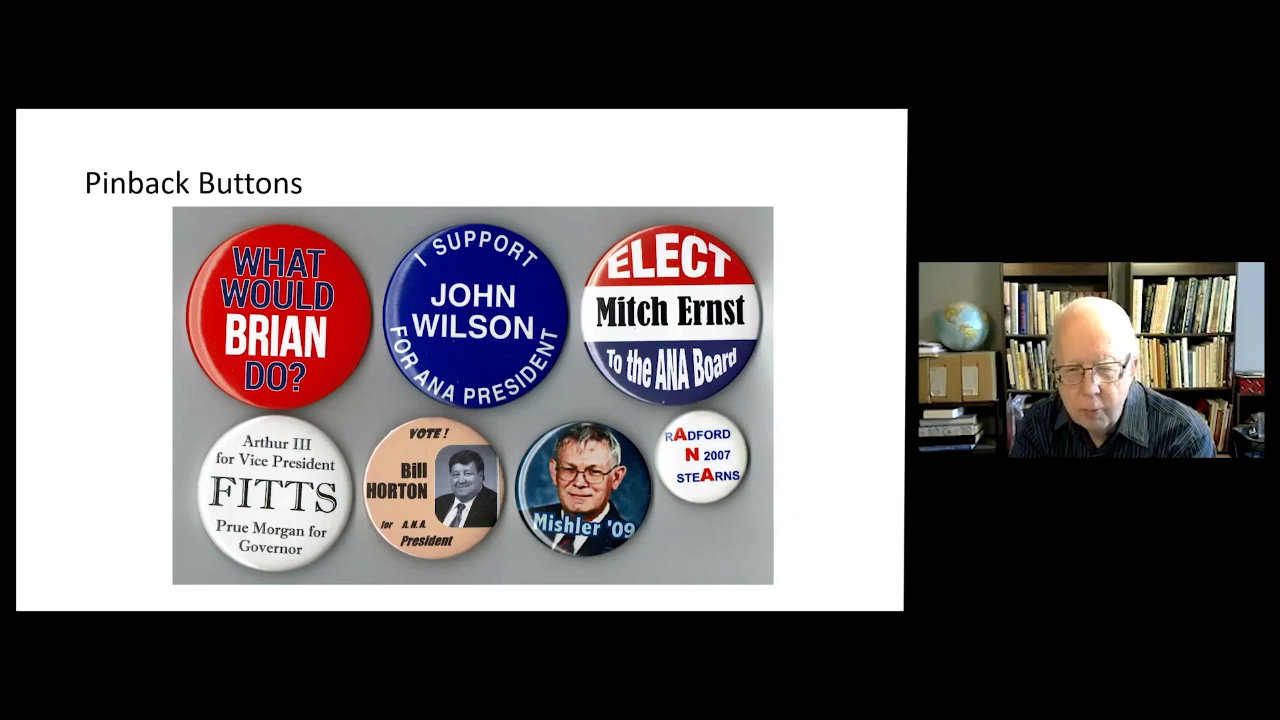 Pinback Buttons
WHAT
WOULD
BRIAN
DO?
I SUPPORT
JOHN
WILSON
FOR ANA PRESIDENT
ELECT
Mitch Ernst
To the ANA Board
Arthur III
for Vice President
FITTS
Prue Morgan for
Governor
VOTE!
Bill
HORTON
for A.N.A.
President
Mishler '09
RADFORD
N 2007
STEARNS